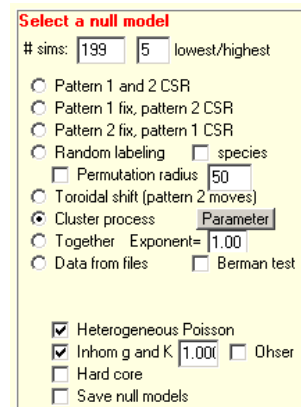 Select a null model
# sims: 199 5 lowest/highest
Pattern 1 and 2 CSR
Pattern 1 fix, pattern 2 CSR
Pattern 2 fix, pattern 1 CSR
Random labeling species
Permutation radius 50
Toroidal shift (pattern 2 moves)
Cluster process Parameter
Together Exponent= 1.00
Data from files Berman test
Heterogeneous Poisson
Inhom g and K 1.000 Ohser
Hard core
Save null models